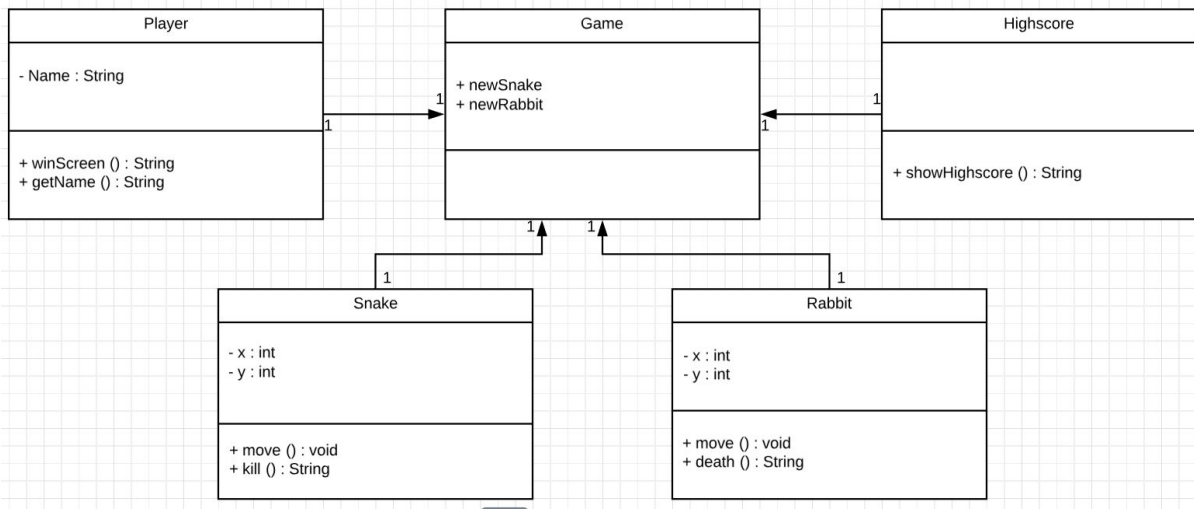 Player
- Name : String
+ winScreen () : String
+ getName () : String
1
1
Game
+ newSnake
+ newRabbit
1
1
Highscore
+ showHighscore () : String
1
1
1
1
Snake
- x : int
- y : int
+ move () : void
+ kill () : String
Rabbit
- x : int
- y : int
+ move () : void
+ death () : String